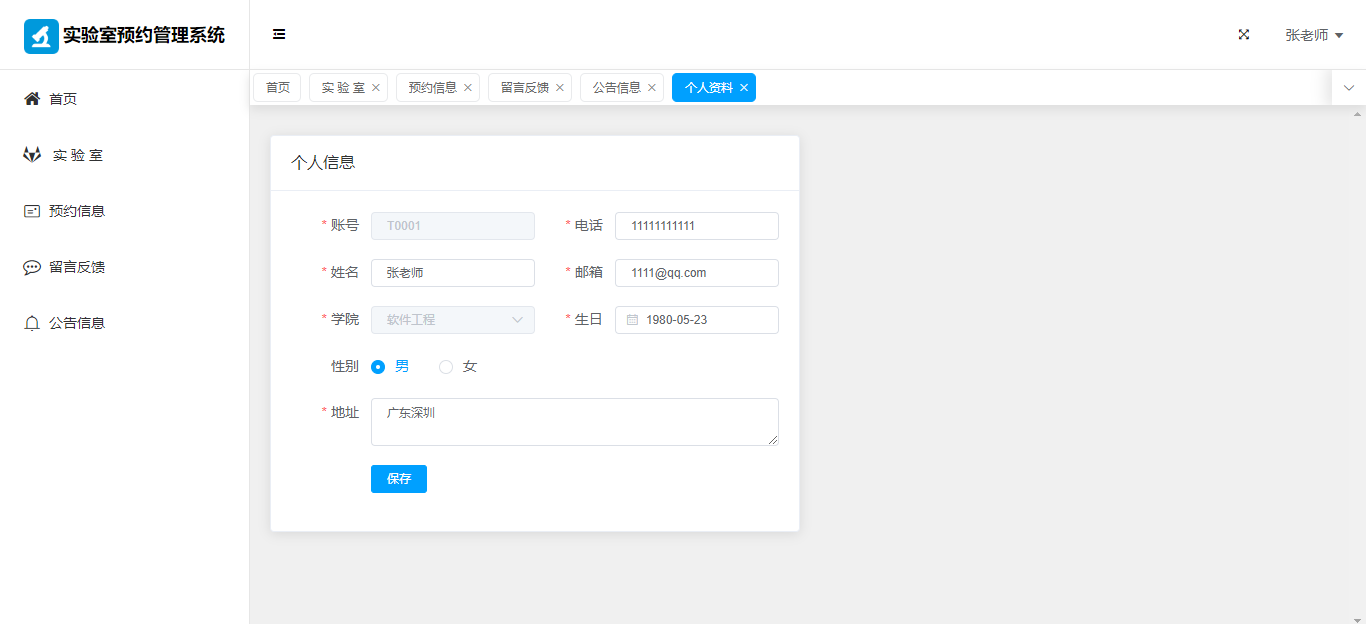 实验室预约管理系统
张老师
首页
实 验 室
预约信息
留言反馈
公告信息
首页
实 验 室
预约信息
留言反馈
公告信息
个人资料
个人信息
* 账号 T0001 * 电话 11111111111
* 姓名 张老师 * 邮箱 1111@qq.com
* 学院 软件工程 * 生日 1980-05-23
性别 男 女
* 地址 广东深圳
保存